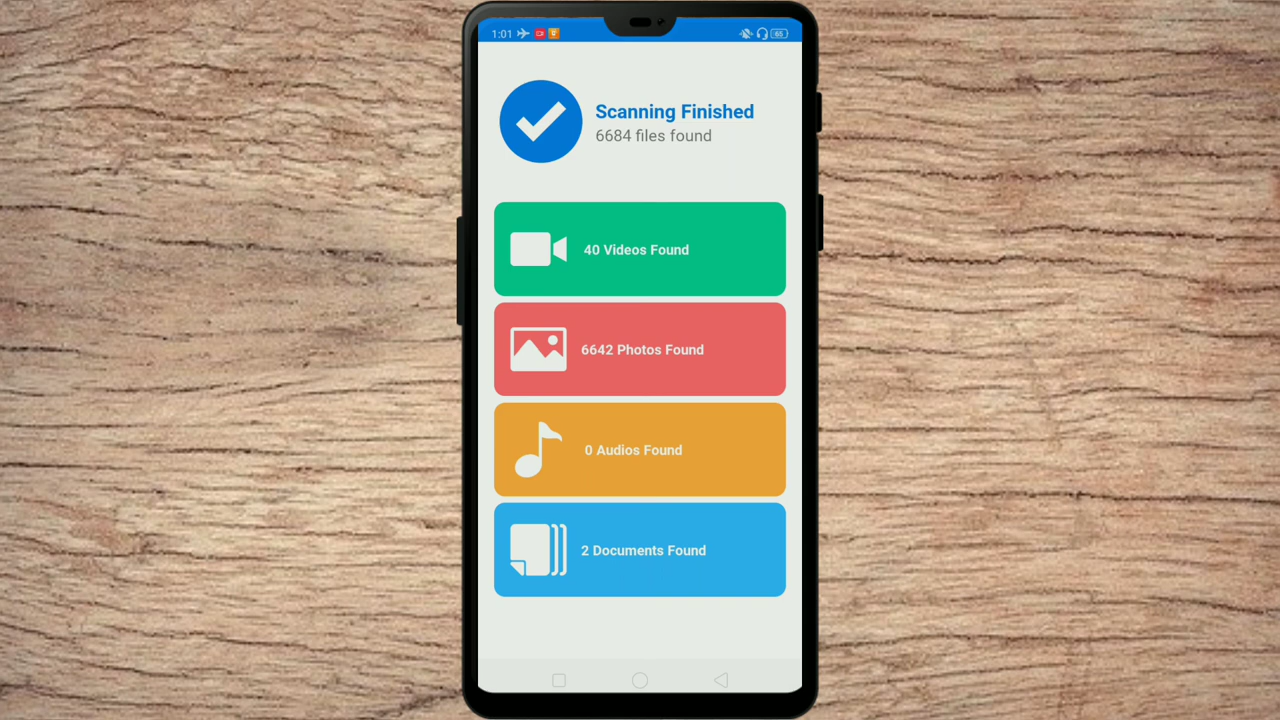 1:01
65
Scanning Finished
6684 files found
40 Videos Found
6642 Photos Found
0 Audios Found
2 Documents Found